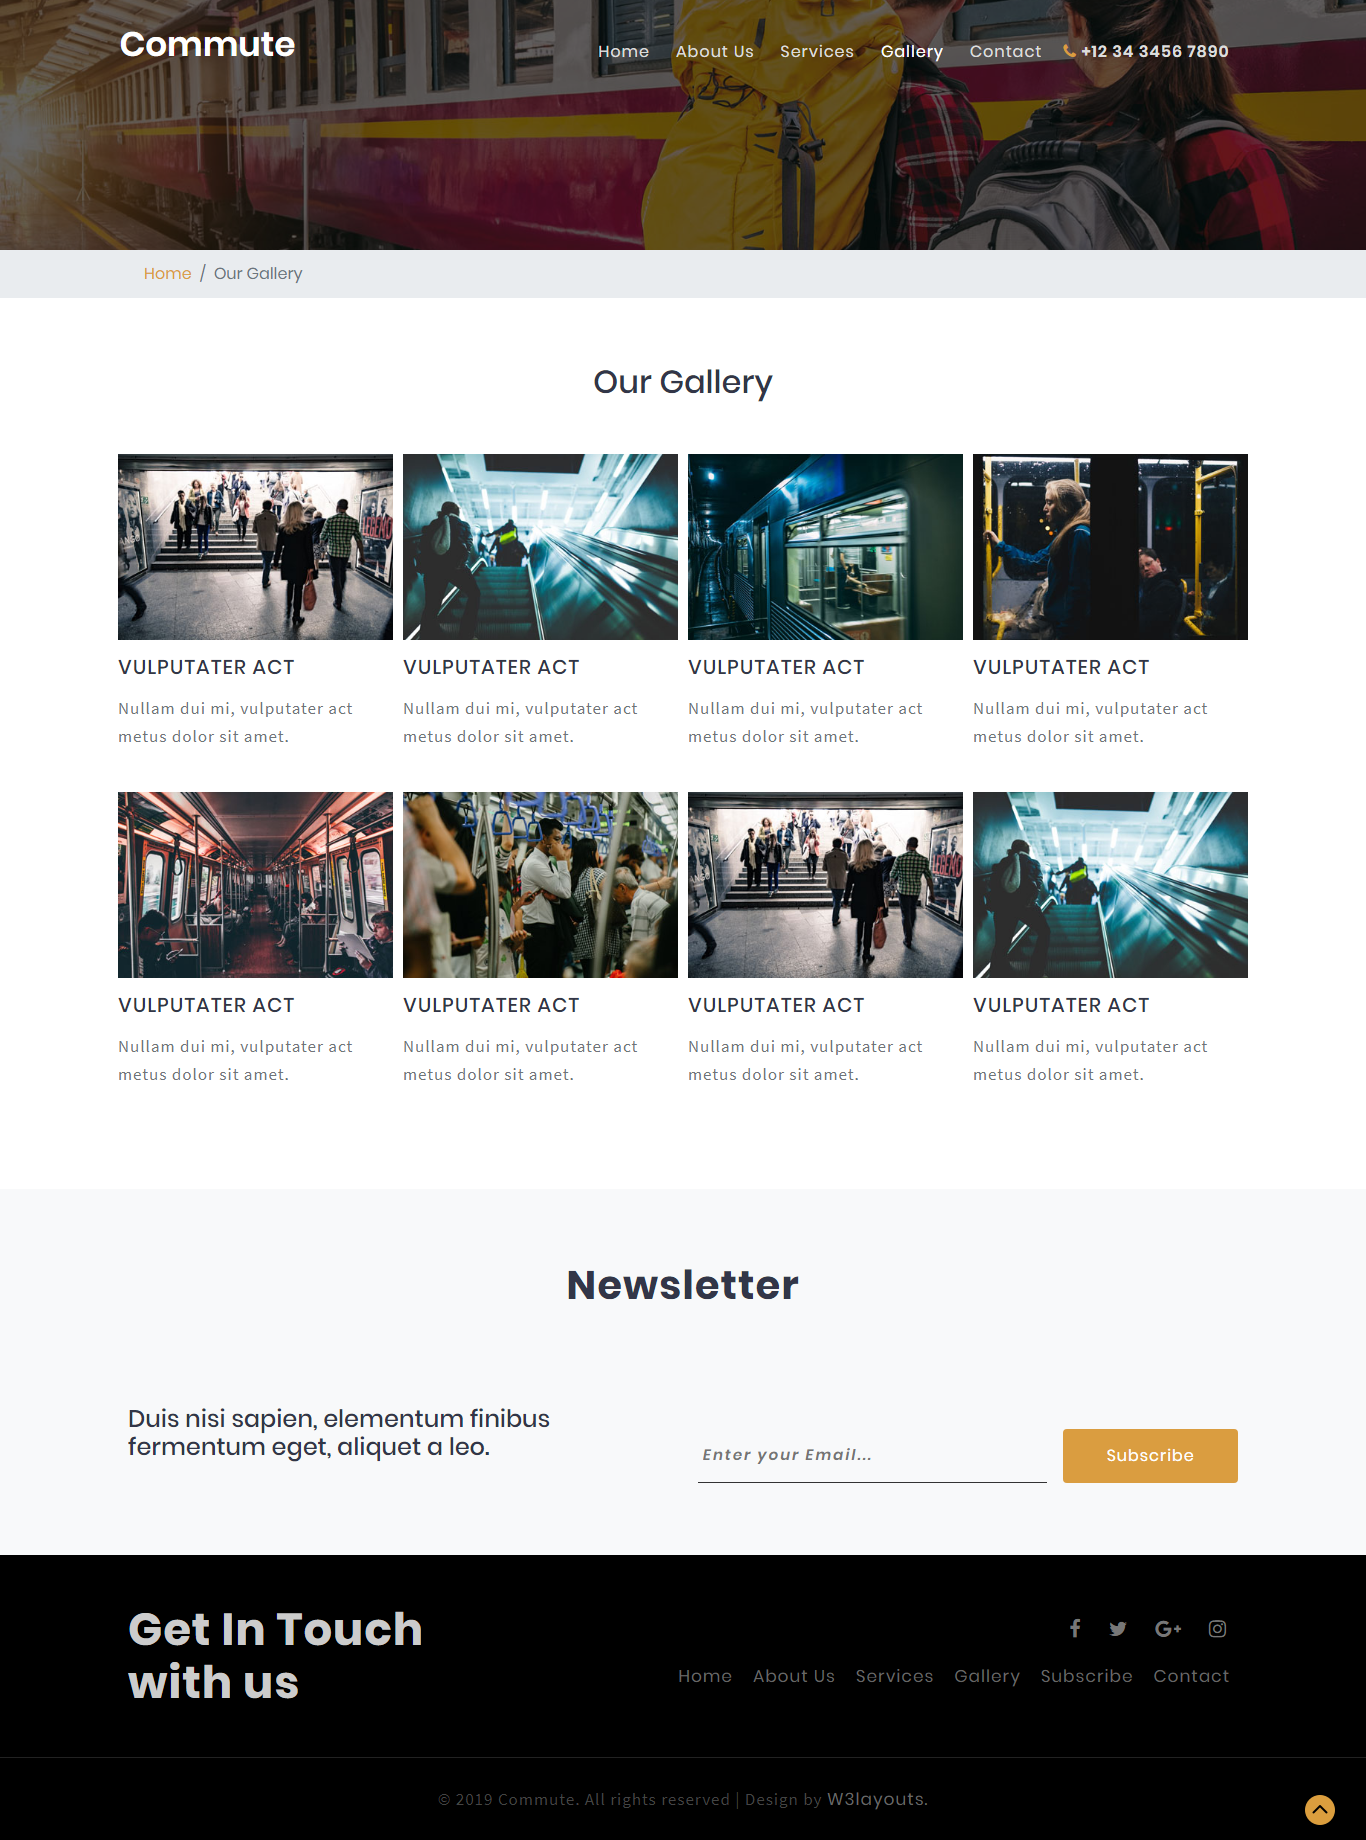 Commute
Home About Us Services Gallery Contact +12 34 3456 7890
Home / Our Gallery
Our Gallery
VULPUTATER ACT VULPUTATER ACT VULPUTATER ACT VULPUTATER ACT
Nullam dui mi, vulputater act Nullam dui mi, vulputater act Nullam dui mi, vulputater act Nullam dui mi, vulputater act
metus dolor sit amet. metus dolor sit amet. metus dolor sit amet. metus dolor sit amet.
VULPUTATER ACT VULPUTATER ACT VULPUTATER ACT VULPUTATER ACT
Nullam dui mi, vulputater act Nullam dui mi, vulputater act Nullam dui mi, vulputater act Nullam dui mi, vulputater act
metus dolor sit amet. metus dolor sit amet. metus dolor sit amet. metus dolor sit amet.
Newsletter
Duis nisi sapien, elementum finibus
fermentum eget, aliquet a leo.
Enter your Email... Subscribe
Get In Touch
with us
Home About Us Services Gallery Subscribe Contact
© 2019 Commute. All rights reserved | Design by W3layouts.